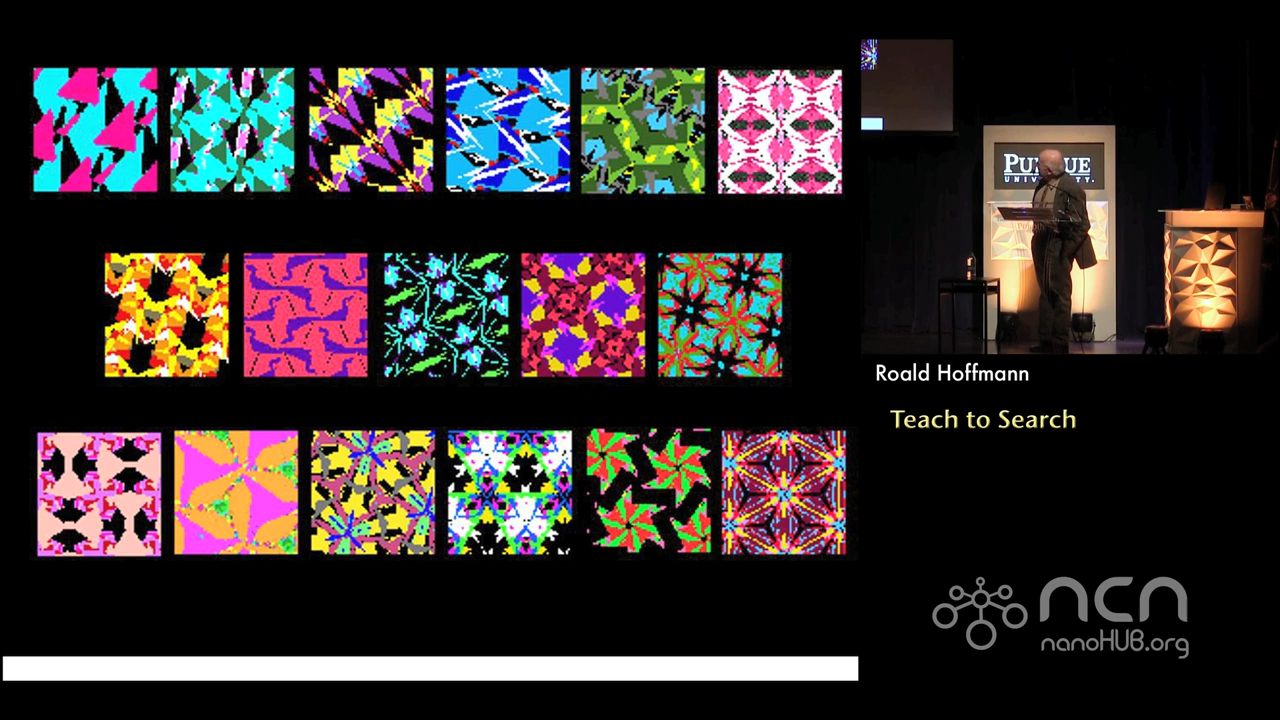 PURDUE
UNIVERSITY.
Roald Hoffmann
Teach to Search
ncn
nanoHUB.org